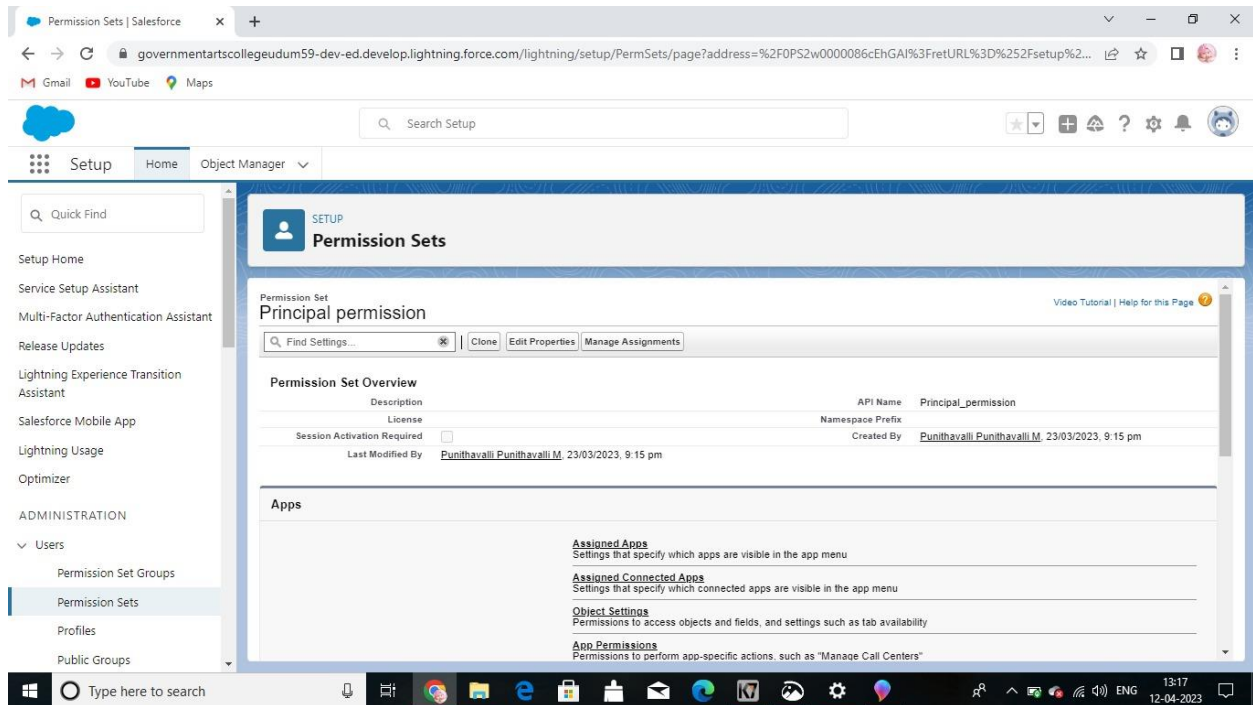 Permission Sets | Salesforce
governmentartscollegeudum59-dev-ed.develop.lightning.force.com/lightning/setup/PermSets/page?address=%2F0PS2w0000086cEhGAI%3FretURL%3D%252Fsetup%2...
Gmail YouTube Maps
Search Setup
Setup Home Object Manager
Quick Find
Setup Home
Service Setup Assistant
Multi-Factor Authentication Assistant
Release Updates
Lightning Experience Transition
Assistant
Salesforce Mobile App
Lightning Usage
Optimizer
ADMINISTRATION
Users
Permission Set Groups
Permission Sets
Profiles
Public Groups
SETUP
Permission Sets
Permission Set
Principal permission
Video Tutorial | Help for this Page
Find Settings... | Clone Edit Properties Manage Assignments
Permission Set Overview
Description API Name Principal_permission
License Namespace Prefix
Session Activation Required Created By Punithavalli Punithavalli M, 23/03/2023, 9:15 pm
Last Modified By Punithavalli Punithavalli M, 23/03/2023, 9:15 pm
Apps
Assigned Apps
Settings that specify which apps are visible in the app menu
Assigned Connected Apps
Settings that specify which connected apps are visible in the app menu
Object Settings
Permissions to access objects and fields, and settings such as tab availability
App Permissions
Permissions to perform app-specific actions, such as "Manage Call Centers"
Type here to search
ENG
13:17
12-04-2023